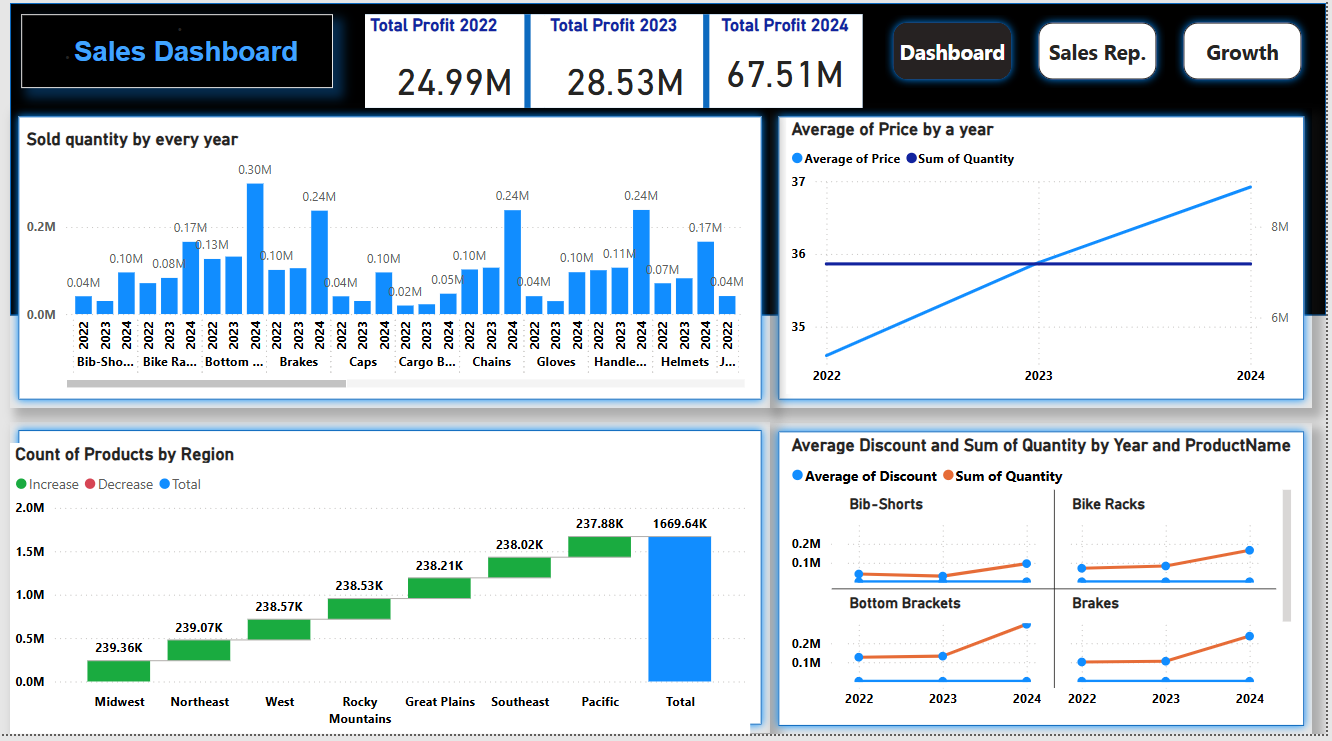 Sales Dashboard
Total Profit 2022
24.99M
Total Profit 2023
28.53M
Total Profit 2024
67.51M
Dashboard
Sales Rep.
Growth
Sold quantity by every year
0.2M
0.0M
0.04M
0.10M
0.08M
0.17M
0.13M
0.30M
0.10M
0.24M
0.04M
0.10M
0.02M
0.05M
0.10M
0.24M
0.04M
0.10M
0.11M
0.24M
0.07M
0.17M
0.04M
2022 2023 2024 2022 2023 2024 2022 2023 2024 2022 2023 2024 2022 2023 2024 2022 2023 2024 2022 2023 2024 2022 2023 2024 2022 2023 2024 2022 2023 2024 2022
Bib-Sho... Bike Ra... Bottom ... Brakes Caps Cargo B... Chains Gloves Handle... Helmets J...
Average of Price by a year
Average of Price Sum of Quantity
37
36
35
8M
6M
2022 2023 2024
Count of Products by Region
Increase Decrease Total
2.0M
1.5M
1.0M
0.5M
0.0M
239.36K
239.07K
238.57K
238.53K
238.21K
238.02K
237.88K
1669.64K
Midwest Northeast West Rocky Great Plains Southeast Pacific Total
Mountains
Average Discount and Sum of Quantity by Year and ProductName
Average of Discount Sum of Quantity
Bib-Shorts Bike Racks
0.2M
0.1M
Bottom Brackets Brakes
0.2M
0.1M
2022 2023 2024 2022 2023 2024